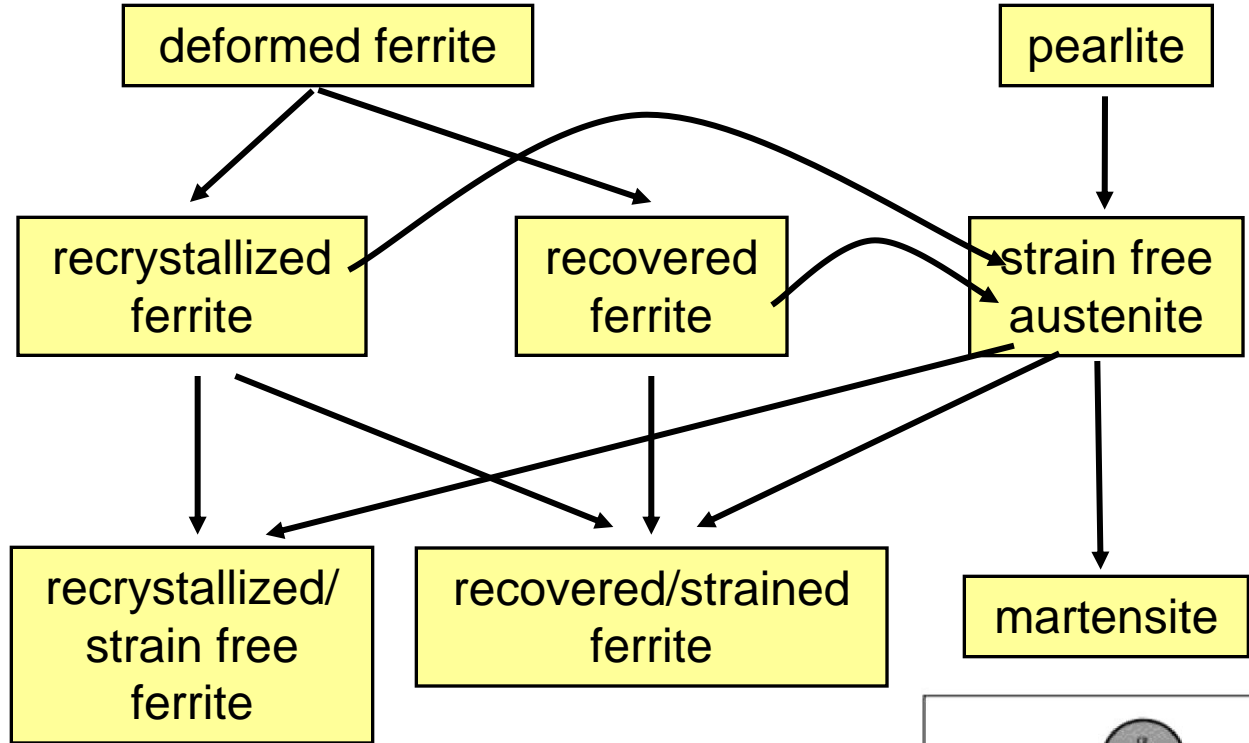 deformed ferrite
pearlite
recrystallized
ferrite
recovered
ferrite
strain free
austenite
recrystallized/
strain free
ferrite
recovered/strained
ferrite
martensite